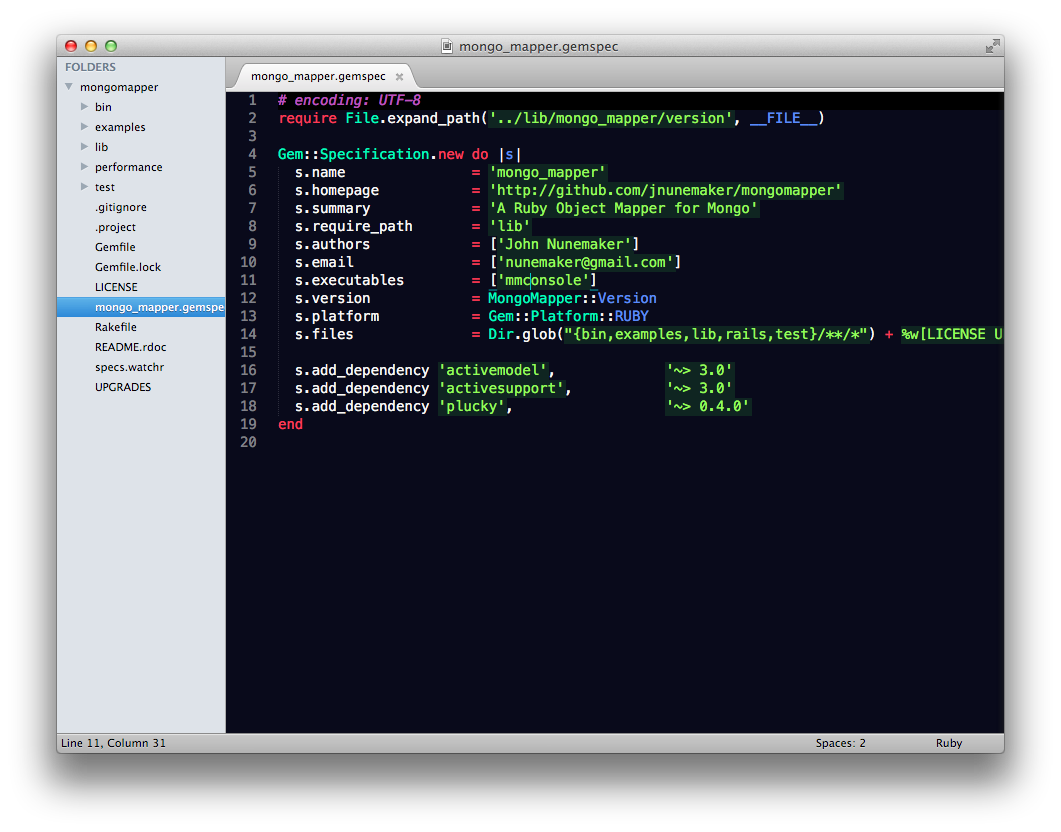 mongo_mapper.gemspec
FOLDERS
mongomapper
bin
examples
lib
performance
test
.gitignore
.project
Gemfile
Gemfile.lock
LICENSE
mongo_mapper.gemspe
Rakefile
README.rdoc
specs.watchr
UPGRADES
mongo_mapper.gemspec ×
1 # encoding: UTF-8
2 require File.expand_path('../lib/mongo_mapper/version', __FILE__)
3
4 Gem::Specification.new do |s|
5   s.name               = 'mongo_mapper'
6   s.homepage           = 'http://github.com/jnunemaker/mongomapper'
7   s.summary            = 'A Ruby Object Mapper for Mongo'
8   s.require_path       = 'lib'
9   s.authors            = ['John Nunemaker']
10   s.email              = ['nunemaker@gmail.com']
11   s.executables        = ['mmconsole']
12   s.version            = MongoMapper::Version
13   s.platform           = Gem::Platform::RUBY
14   s.files              = Dir.glob("{bin,examples,lib,rails,test}/**/*") + %w[LICENSE U
15
16   s.add_dependency 'activemodel',              '~> 3.0'
17   s.add_dependency 'activesupport',            '~> 3.0'
18   s.add_dependency 'plucky',                   '~> 0.4.0'
19 end
20
Line 11, Column 31 Spaces: 2 Ruby